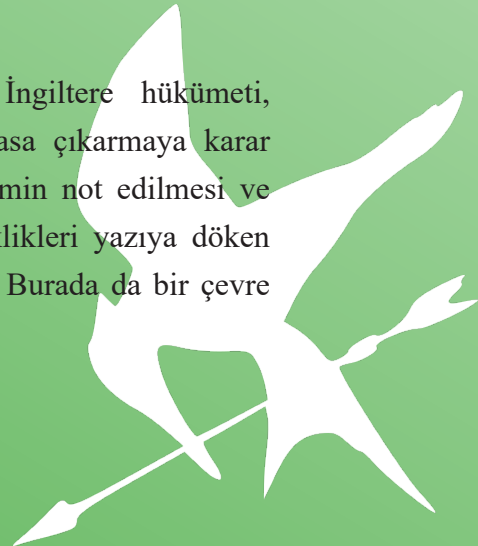 İngiltere hükümeti,
asa çıkarmaya karar
min not edilmesi ve
likleri yazıya döken
Burada da bir çevre